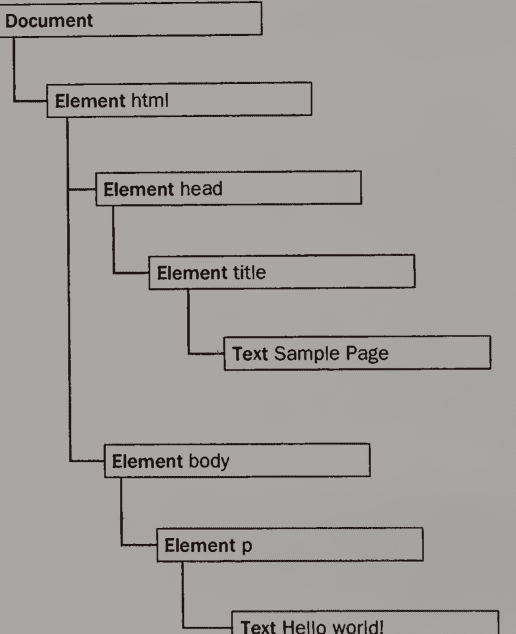 Document
Element html
Element head
Element title
Text Sample Page
Element body
Element p
Text Hello world!